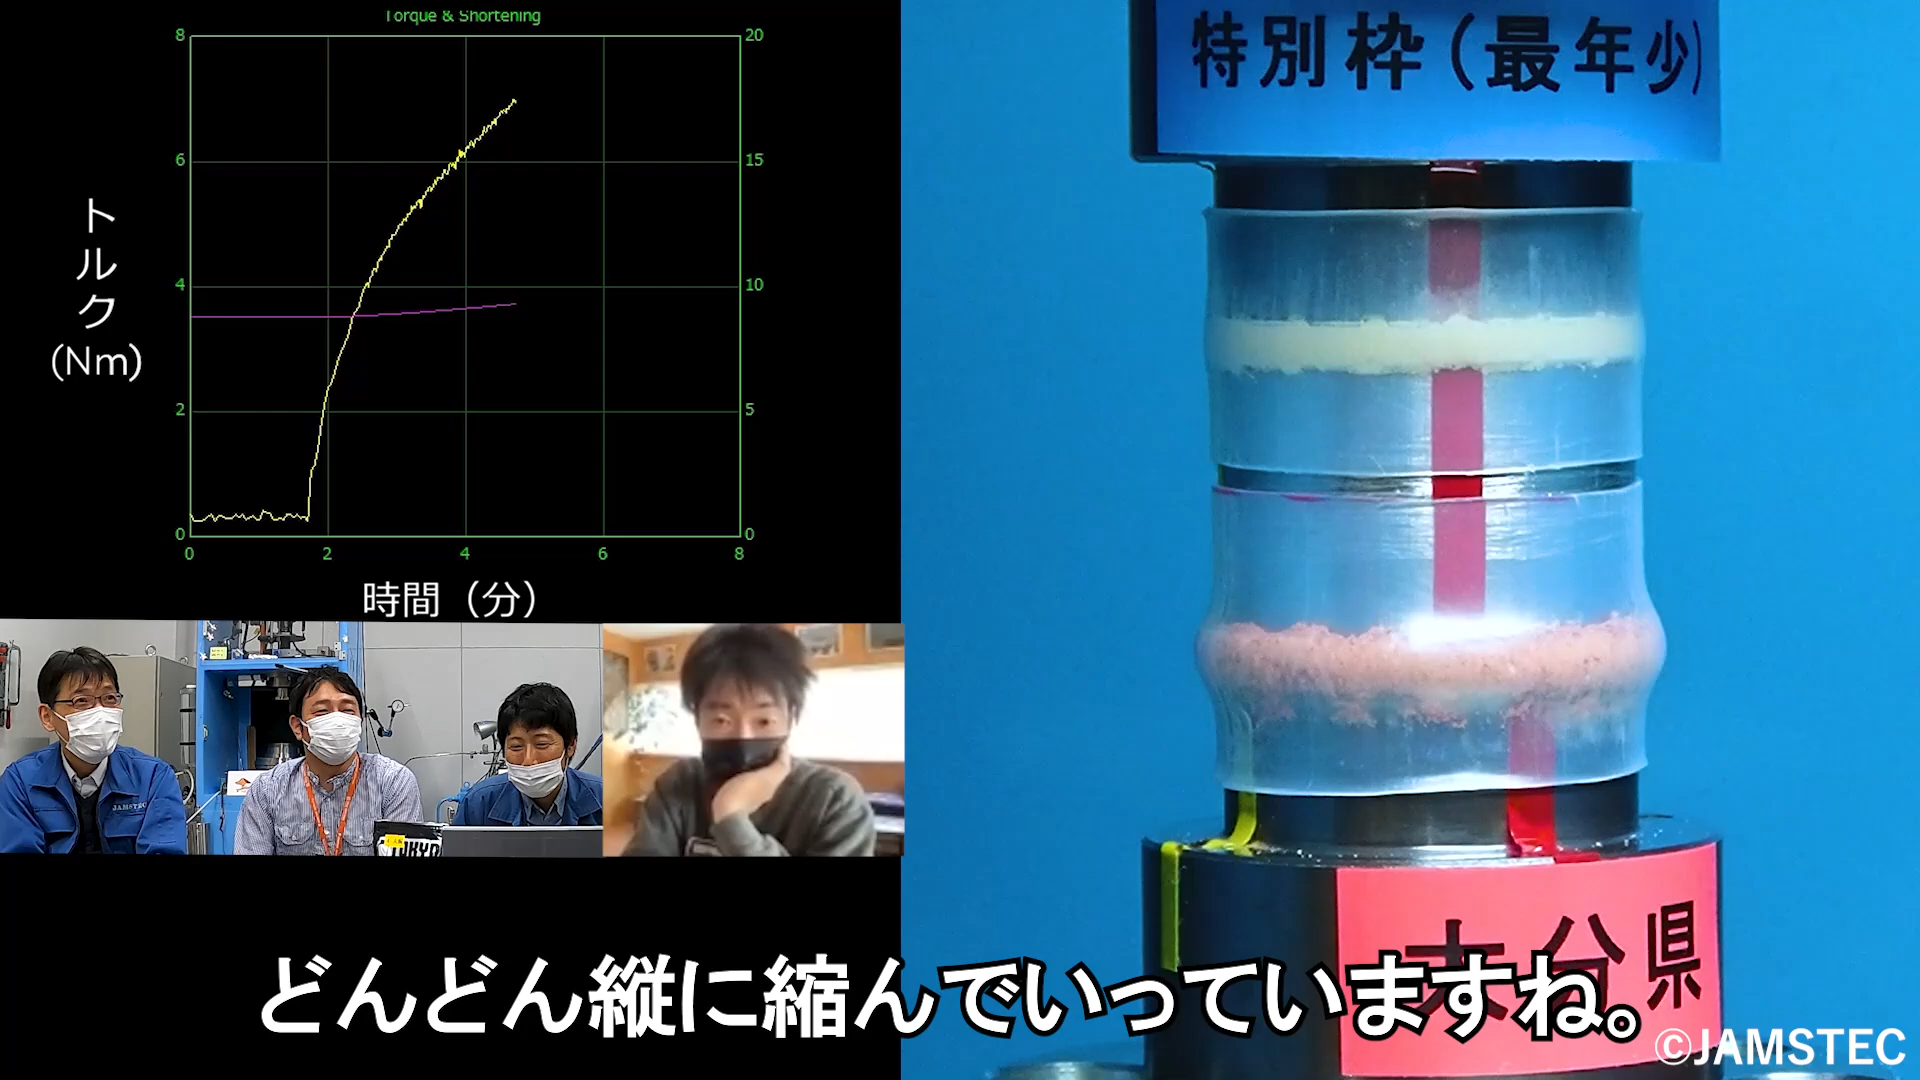 Torque & Shortening
8
6
4
2
0
20
15
10
5
0
0
2
4
6
8
トルク
(Nm)
時間（分）
特別枠(最年少)
JAMSTEC
TOKYO
大分県
どんどん縦に縮んでいっていますね。
©JAMSTEC